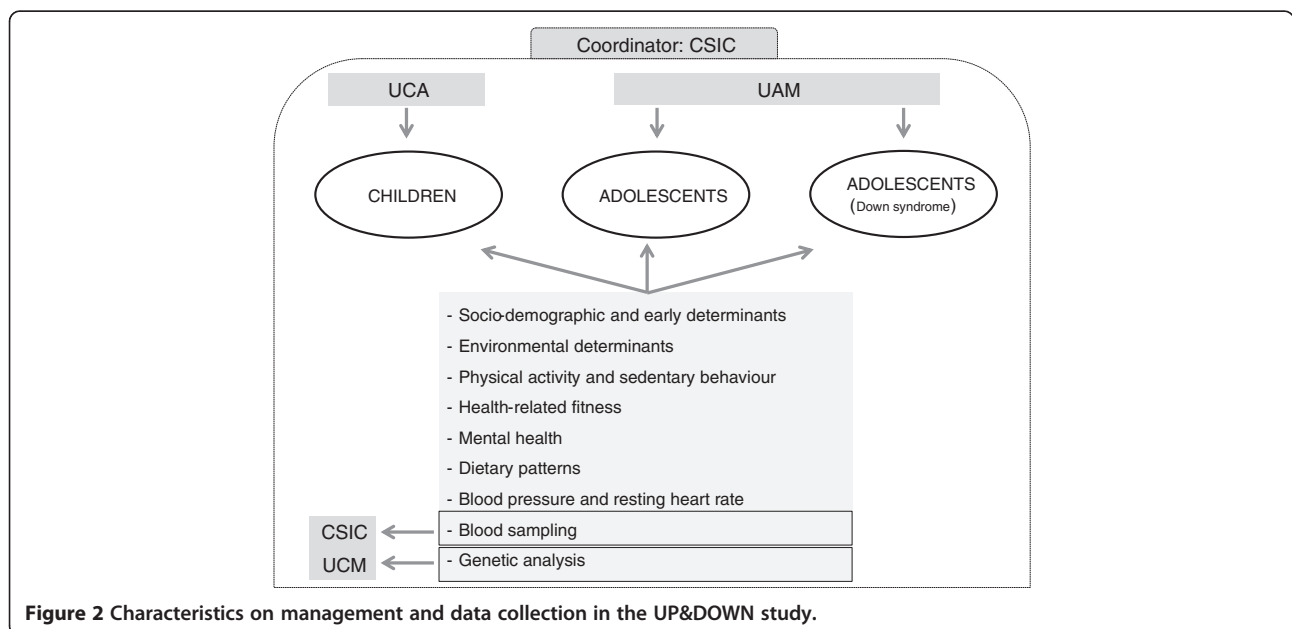 Coordinator: CSIC
UCA
UAM
CHILDREN
ADOLESCENTS
ADOLESCENTS
(Down syndrome)
- Socio-demographic and early determinants
- Environmental determinants
- Physical activity and sedentary behaviour
- Health-related fitness
- Mental health
- Dietary patterns
- Blood pressure and resting heart rate
CSIC
- Blood sampling
UCM
- Genetic analysis
Figure 2 Characteristics on management and data collection in the UP&DOWN study.